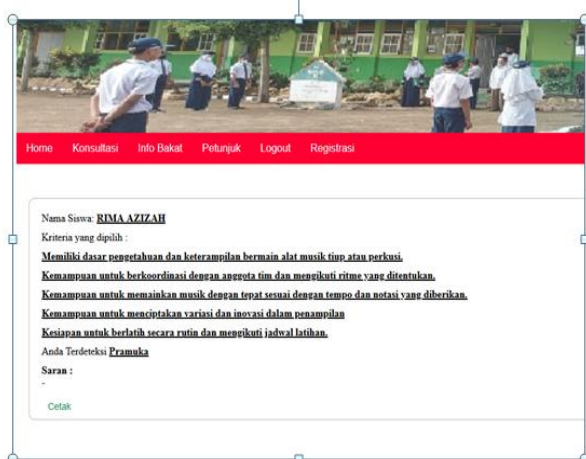 Home Konsultasi Info Bakat Petunjuk Logout Registrasi
Nama Siswa: RIMA AZIZAH
Kriteria yang dipilih :
Memiliki dasar pengetahuan dan keterampilan bermain alat musik tiup atau perkusi.
Kemampuan untuk berkoordinasi dengan anggota tim dan mengikuti ritme yang ditentukan.
Kemampuan untuk memainkan musik dengan tepat sesuai dengan tempo dan notasi yang diberikan.
Kemampuan untuk menciptakan variasi dan inovasi dalam penampilan
Kesiapan untuk berlatih secara rutin dan mengikuti jadwal latihan.
Anda Terdeteksi Pramuka
Saran :
-
Cetak